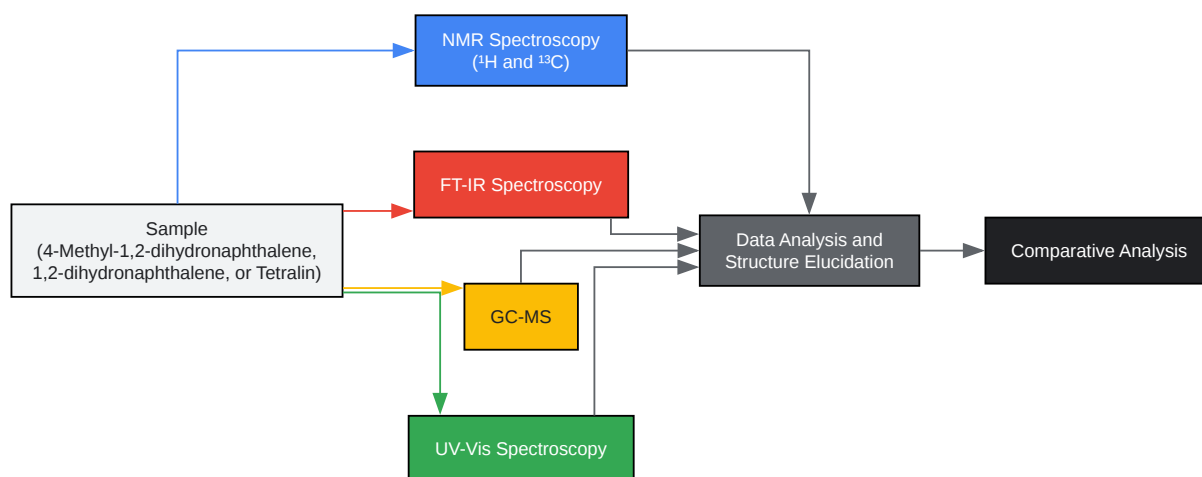 NMR Spectroscopy
(¹H and ¹³C)
FT-IR Spectroscopy
Sample
(4-Methyl-1,2-dihydronaphthalene,
1,2-dihydronaphthalene, or Tetralin)
Data Analysis and
Structure Elucidation
Comparative Analysis
GC-MS
UV-Vis Spectroscopy